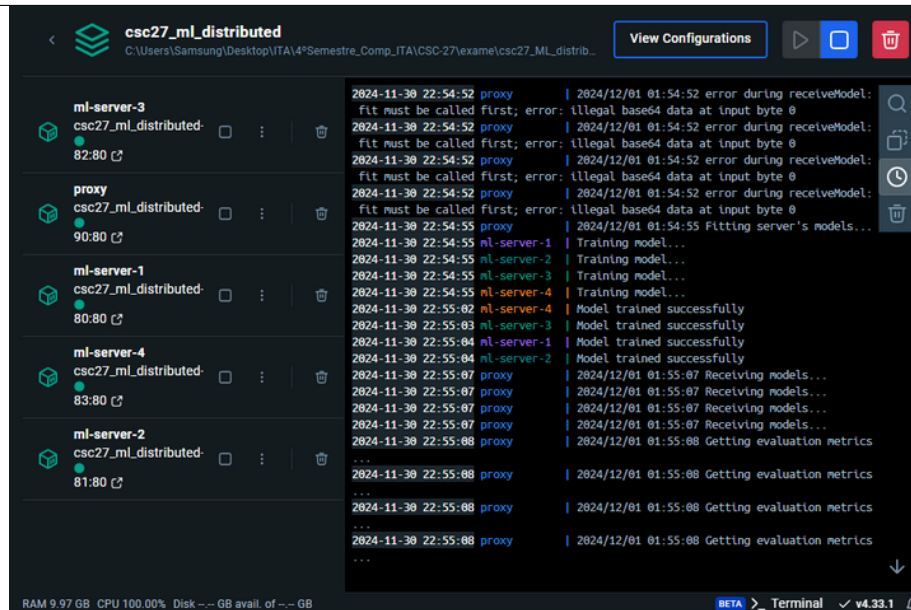 csc27_ml_distributed
C:\Users\Samsung\Desktop\ITA\4ºSemestre_Comp_ITA\CSC-27\exame\csc27_ML_distrib...
View Configurations
ml-server-3
csc27_ml_distributed-
82:80
proxy
csc27_ml_distributed-
90:80
ml-server-1
csc27_ml_distributed-
80:80
ml-server-4
csc27_ml_distributed-
83:80
ml-server-2
csc27_ml_distributed-
81:80
2024-11-30 22:54:52 proxy | 2024/12/01 01:54:52 error during receiveModel:
fit must be called first; error: illegal base64 data at input byte 0
2024-11-30 22:54:52 proxy | 2024/12/01 01:54:52 error during receiveModel:
fit must be called first; error: illegal base64 data at input byte 0
2024-11-30 22:54:52 proxy | 2024/12/01 01:54:52 error during receiveModel:
fit must be called first; error: illegal base64 data at input byte 0
2024-11-30 22:54:52 proxy | 2024/12/01 01:54:52 error during receiveModel:
fit must be called first; error: illegal base64 data at input byte 0
2024-11-30 22:54:55 proxy | 2024/12/01 01:54:55 Fitting server's models...
2024-11-30 22:54:55 ml-server-1 | Training model...
2024-11-30 22:54:55 ml-server-2 | Training model...
2024-11-30 22:54:55 ml-server-3 | Training model...
2024-11-30 22:54:55 ml-server-4 | Training model...
2024-11-30 22:55:02 ml-server-4 | Model trained successfully
2024-11-30 22:55:03 ml-server-3 | Model trained successfully
2024-11-30 22:55:04 ml-server-1 | Model trained successfully
2024-11-30 22:55:04 ml-server-2 | Model trained successfully
2024-11-30 22:55:07 proxy | 2024/12/01 01:55:07 Receiving models...
2024-11-30 22:55:07 proxy | 2024/12/01 01:55:07 Receiving models...
2024-11-30 22:55:07 proxy | 2024/12/01 01:55:07 Receiving models...
2024-11-30 22:55:07 proxy | 2024/12/01 01:55:07 Receiving models...
2024-11-30 22:55:08 proxy | 2024/12/01 01:55:08 Getting evaluation metrics
...
2024-11-30 22:55:08 proxy | 2024/12/01 01:55:08 Getting evaluation metrics
...
2024-11-30 22:55:08 proxy | 2024/12/01 01:55:08 Getting evaluation metrics
...
2024-11-30 22:55:08 proxy | 2024/12/01 01:55:08 Getting evaluation metrics
...
RAM 9.97 GB CPU 100.00% Disk --.-- GB avail. of --.-- GB
BETA >_ Terminal ✓ v4.33.1